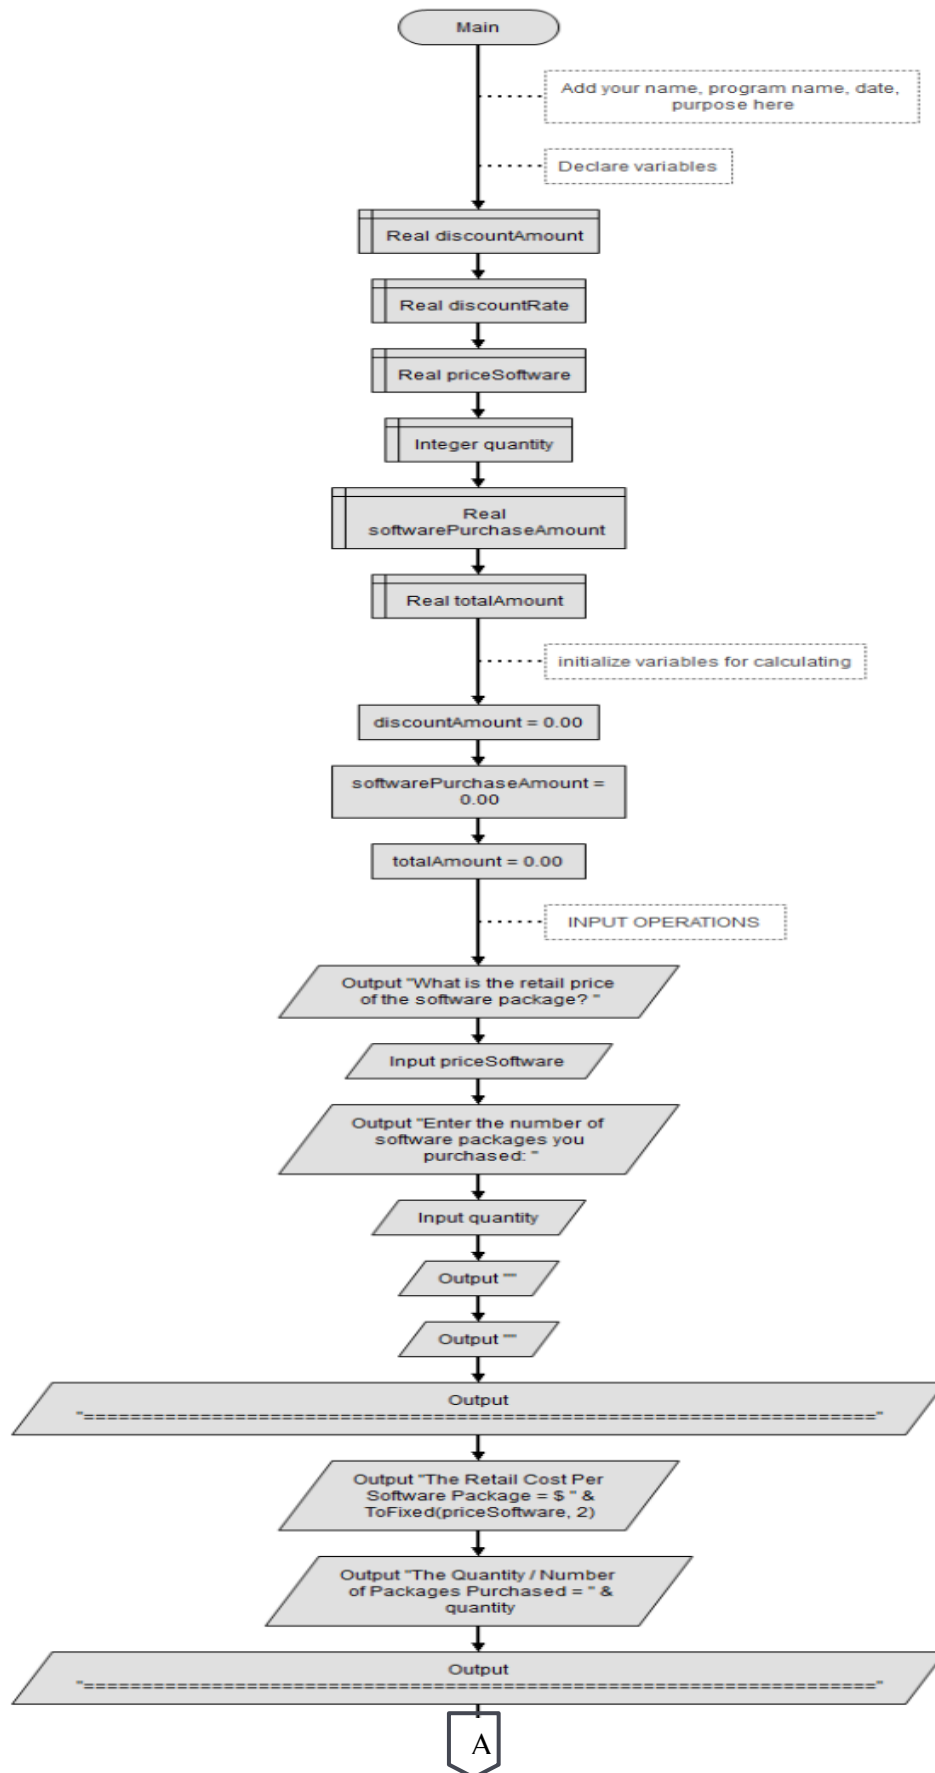 Main
Add your name, program name, date,
purpose here
Declare variables
Real discountAmount
Real discountRate
Real priceSoftware
Integer quantity
Real
softwarePurchaseAmount
Real totalAmount
initialize variables for calculating
discountAmount = 0.00
softwarePurchaseAmount =
0.00
totalAmount = 0.00
INPUT OPERATIONS
Output "What is the retail price
of the software package? "
Input priceSoftware
Output "Enter the number of
software packages you
purchased: "
Input quantity
Output ""
Output ""
Output
"===================================================================="
Output "The Retail Cost Per
Software Package = $ " &
ToFixed(priceSoftware, 2)
Output "The Quantity / Number
of Packages Purchased = " &
quantity
Output
"===================================================================="
A